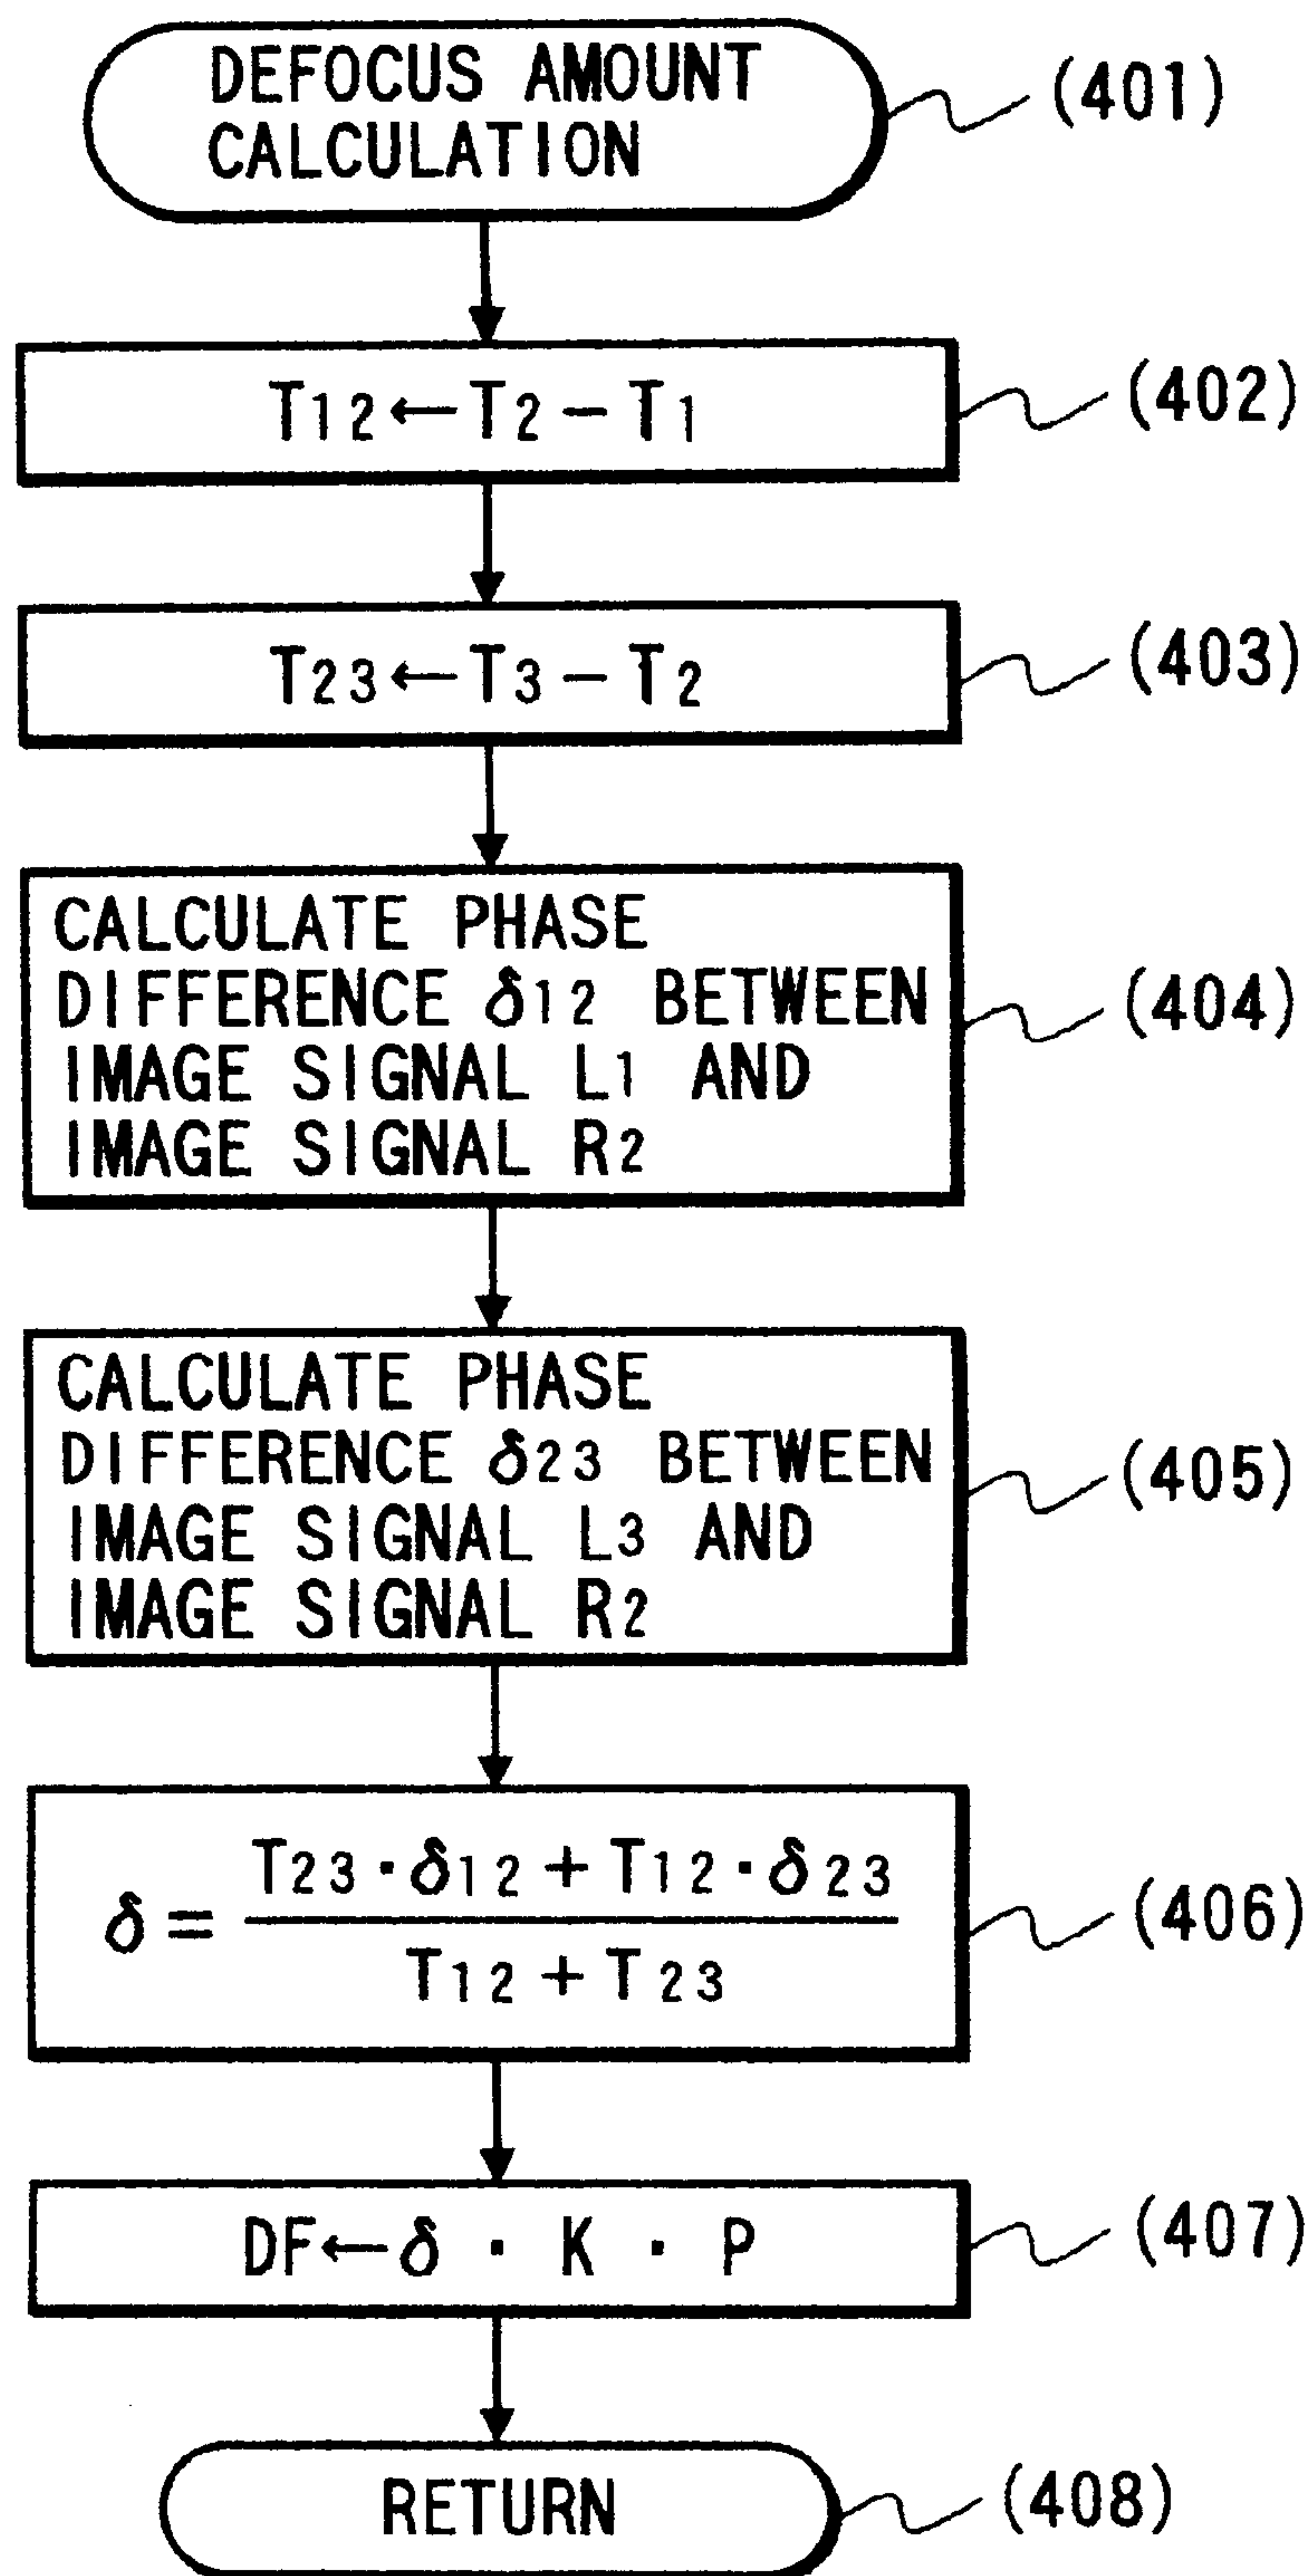 DEFOCUS AMOUNT
CALCULATION
(401)
T12←T2−T1
(402)
T23←T3−T2
(403)
CALCULATE PHASE
DIFFERENCE δ12 BETWEEN
IMAGE SIGNAL L1 AND
IMAGE SIGNAL R2
(404)
CALCULATE PHASE
DIFFERENCE δ23 BETWEEN
IMAGE SIGNAL L3 AND
IMAGE SIGNAL R2
(405)
T23·δ12+T12·δ23
δ=
T12+T23
(406)
DF←δ · K · P
(407)
RETURN
(408)